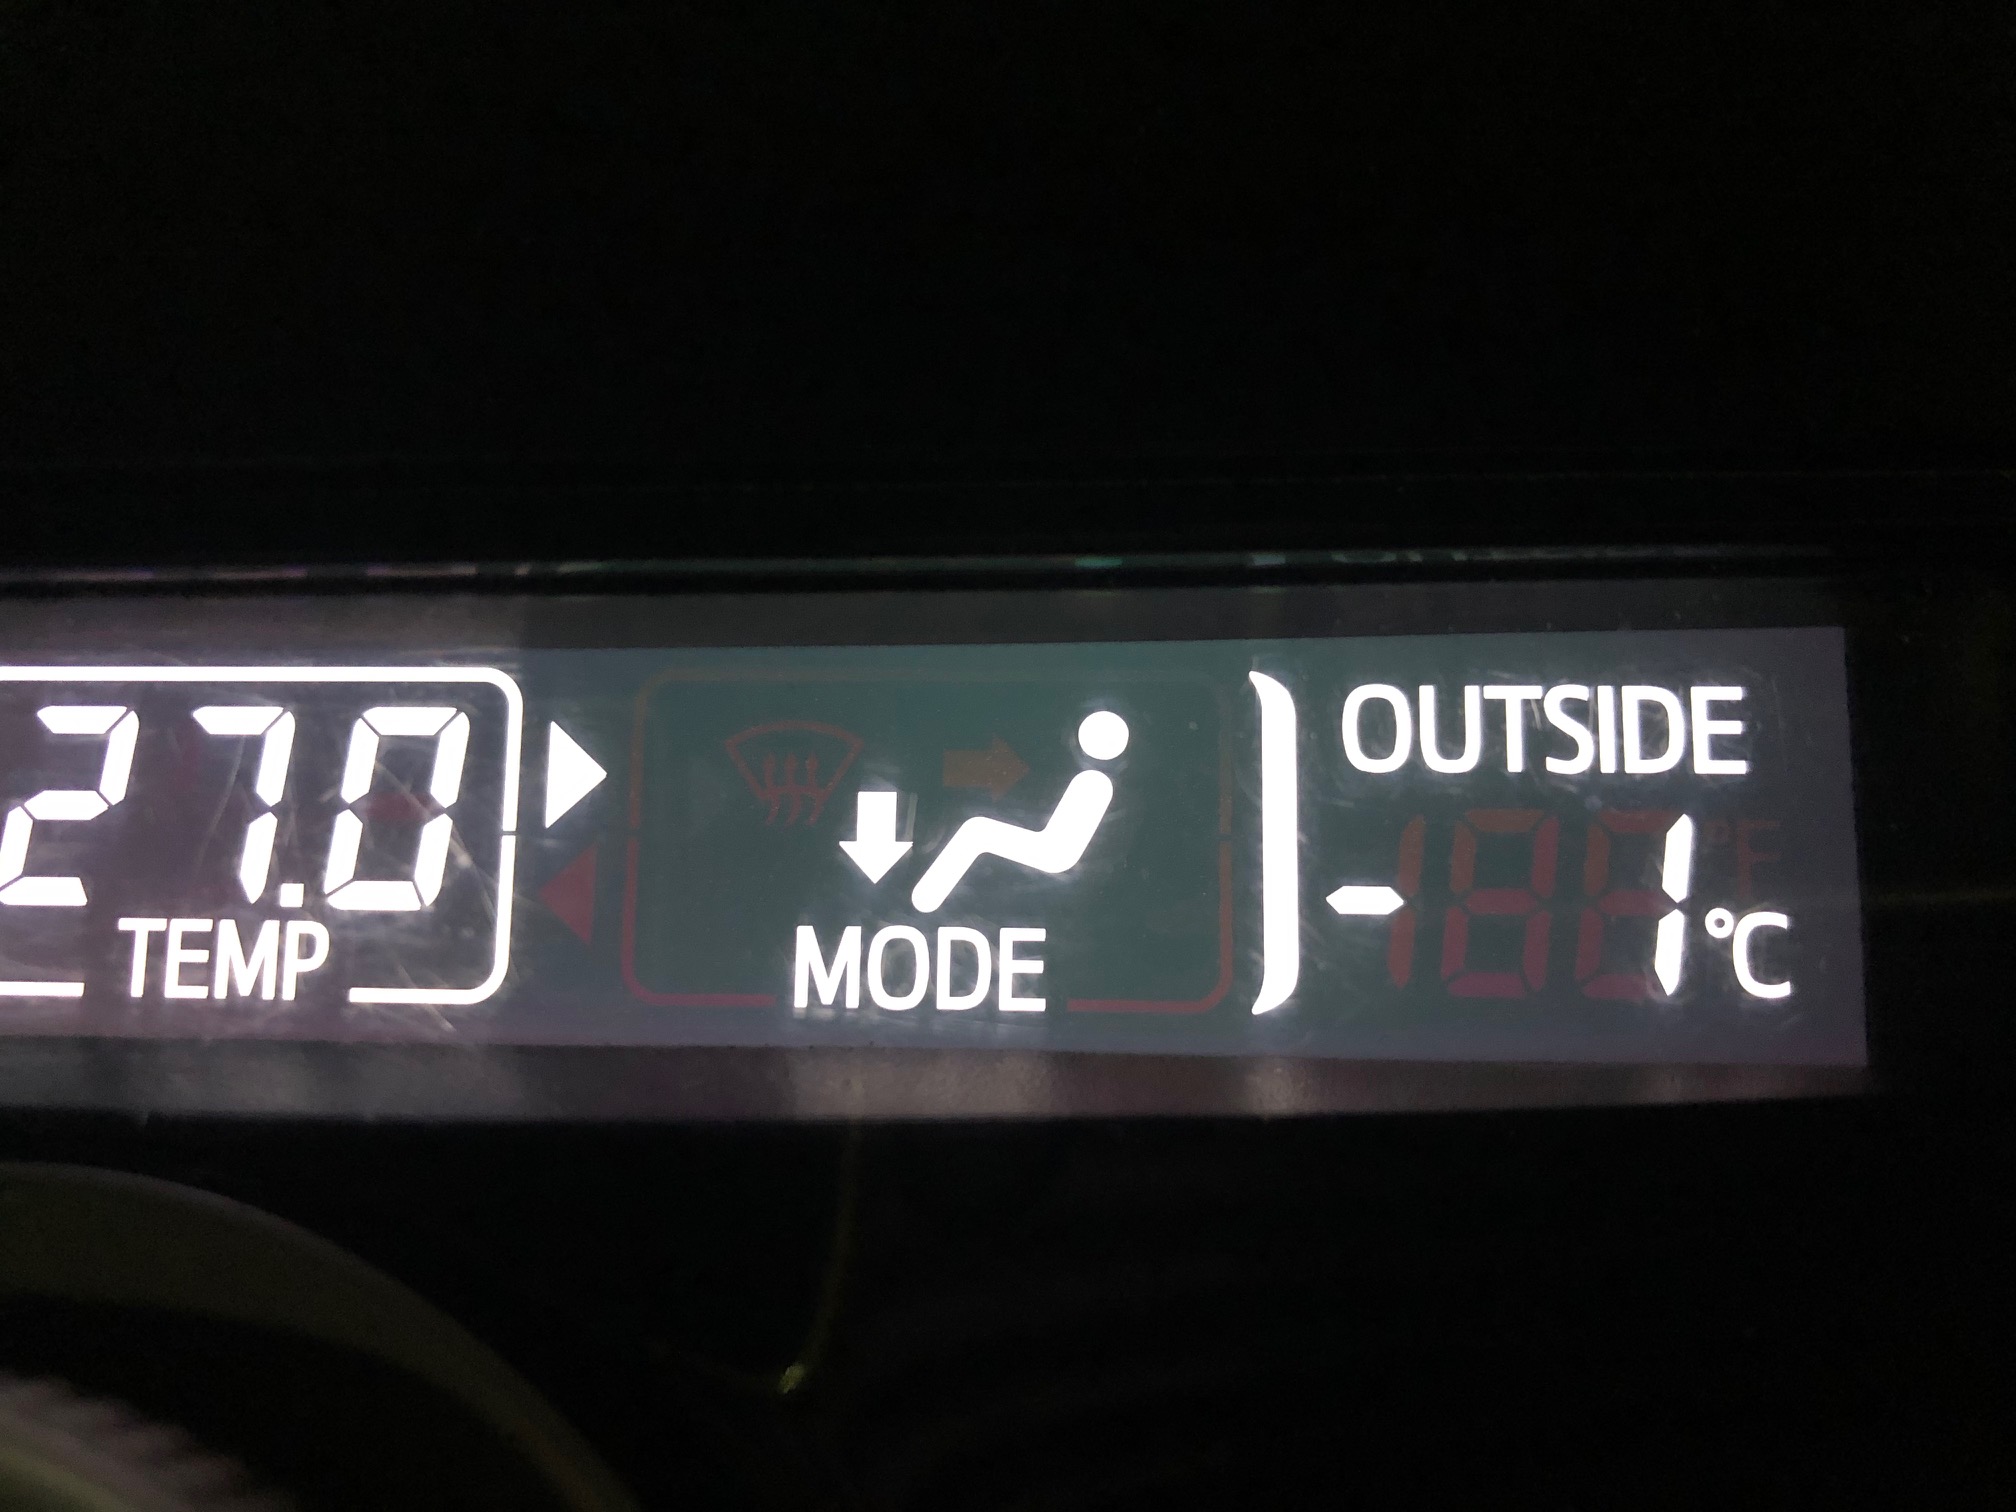 27.0
TEMP
MODE
OUTSIDE
-1°C